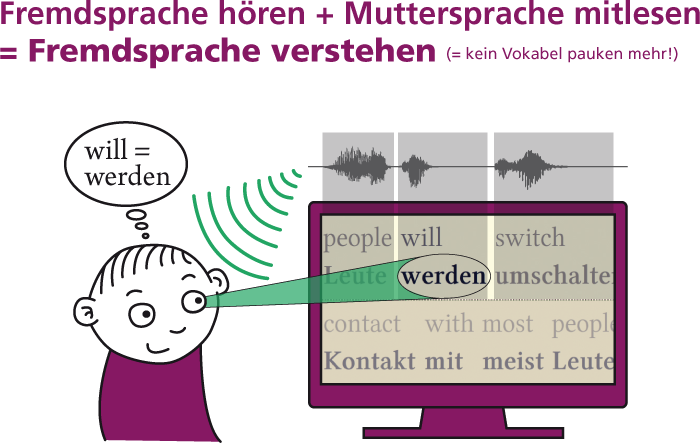 Fremdsprache hören + Muttersprache mitlesen
= Fremdsprache verstehen (= kein Vokabel pauken mehr!)
will =
werden
people will switch
Leute werden umschalten
contact with most people
Kontakt mit meist Leute